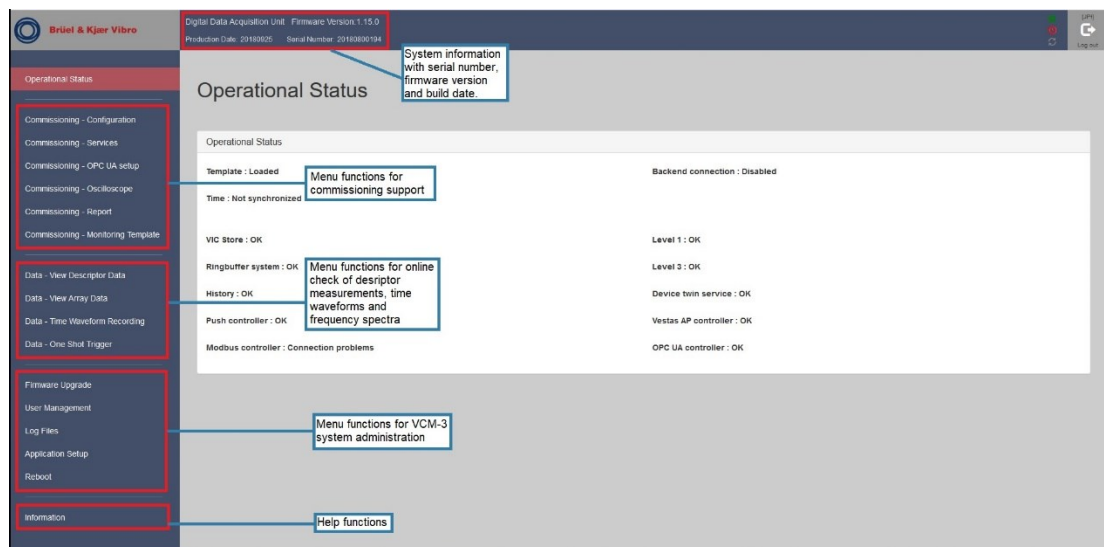 Brüel & Kjær Vibro
Digital Data Acquisition Unit Firmware Version:1.15.0
Production Date: 20180925 Serial Number: 20180800194
Log out
System information
with serial number,
firmware version
and build date.
Operational Status
Operational Status
Commissioning - Configuration
Commissioning - Services
Commissioning - OPC UA setup
Commissioning - Oscilloscope
Commissioning - Report
Commissioning - Monitoring Template
Data - View Descriptor Data
Data - View Array Data
Data - Time Waveform Recording
Data - One Shot Trigger
Firmware Upgrade
User Management
Log Files
Application Setup
Reboot
Information
Operational Status
Template : Loaded
Backend connection : Disabled
Time : Not synchronized
Menu functions for
commissioning support
VIC Store : OK
Level 1 : OK
Ringbuffer system : OK
Level 3 : OK
History : OK
Device twin service : OK
Push controller : OK
Vestas AP controller : OK
Modbus controller : Connection problems
OPC UA controller : OK
Menu functions for online
check of desriptor
measurements, time
waveforms and
frequency spectra
Menu functions for VCM-3
system administration
Help functions